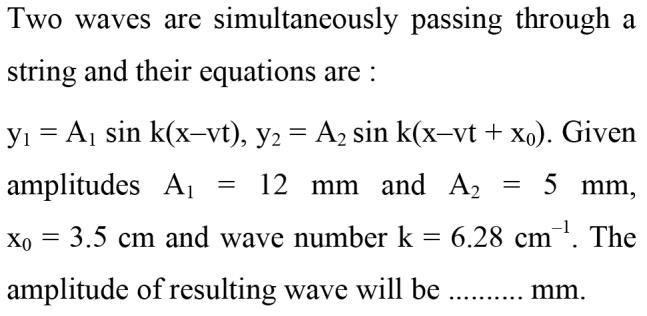 Two waves are simultaneously passing through a
string and their equations are :
y₁ = A₁ sin k(x–vt), y₂ = A₂ sin k(x–vt + x₀). Given
amplitudes A₁ = 12 mm and A₂ = 5 mm,
x₀ = 3.5 cm and wave number k = 6.28 cm⁻¹. The
amplitude of resulting wave will be .......... mm.